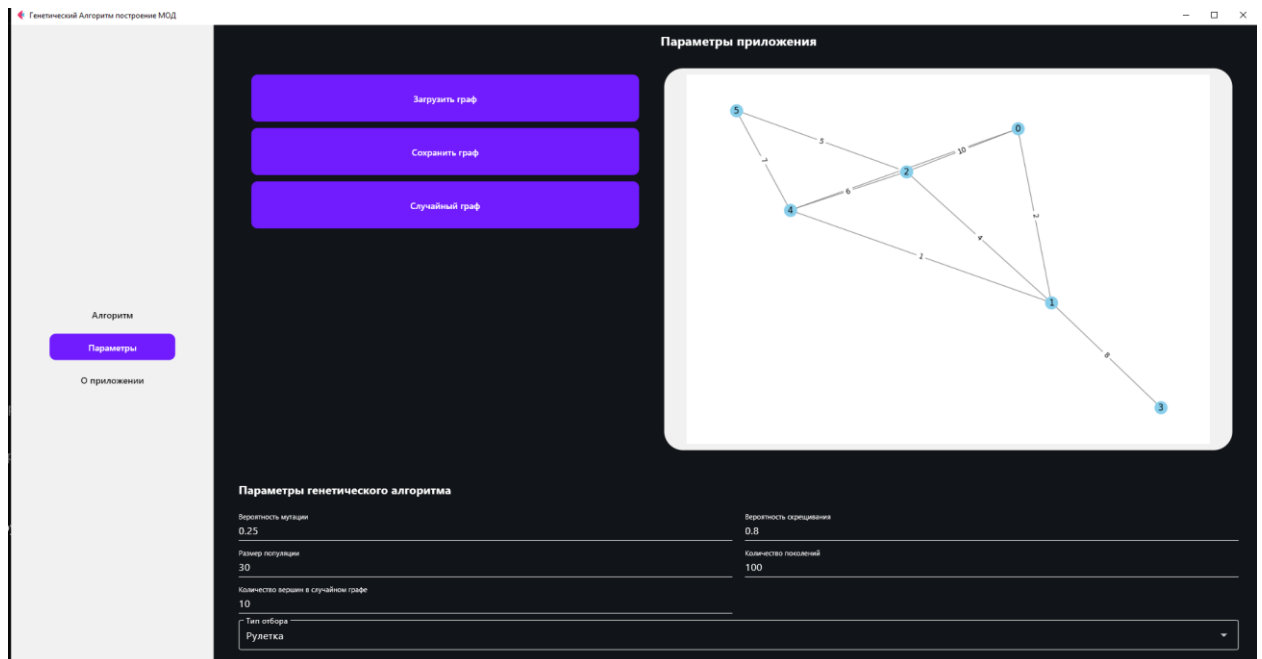 Генетический Алгоритм построение МОД
Параметры приложения
Загрузить граф
Сохранить граф
Случайный граф
Алгоритм
Параметры
О приложении
5
0
2
4
1
3
10
6
7
2
4
1
8
Параметры генетического алгоритма
Вероятность мутации
0.25
Вероятность скрещивания
0.8
Размер популяции
30
Количество поколений
100
Количество вершин в случайном графе
10
Тип отбора
Рулетка